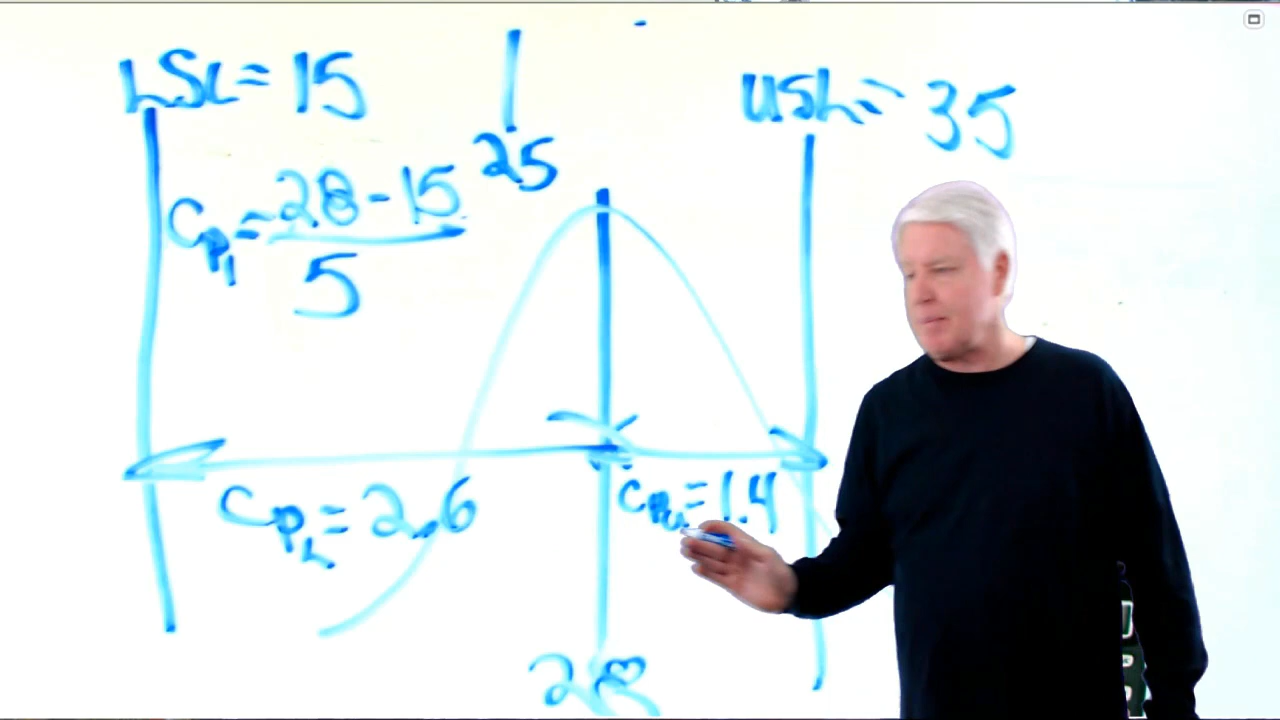 LSL = 15
USL = 35
25
CpL = 28 - 15
5
CpL = 2.6
Cpu = 1.4
28